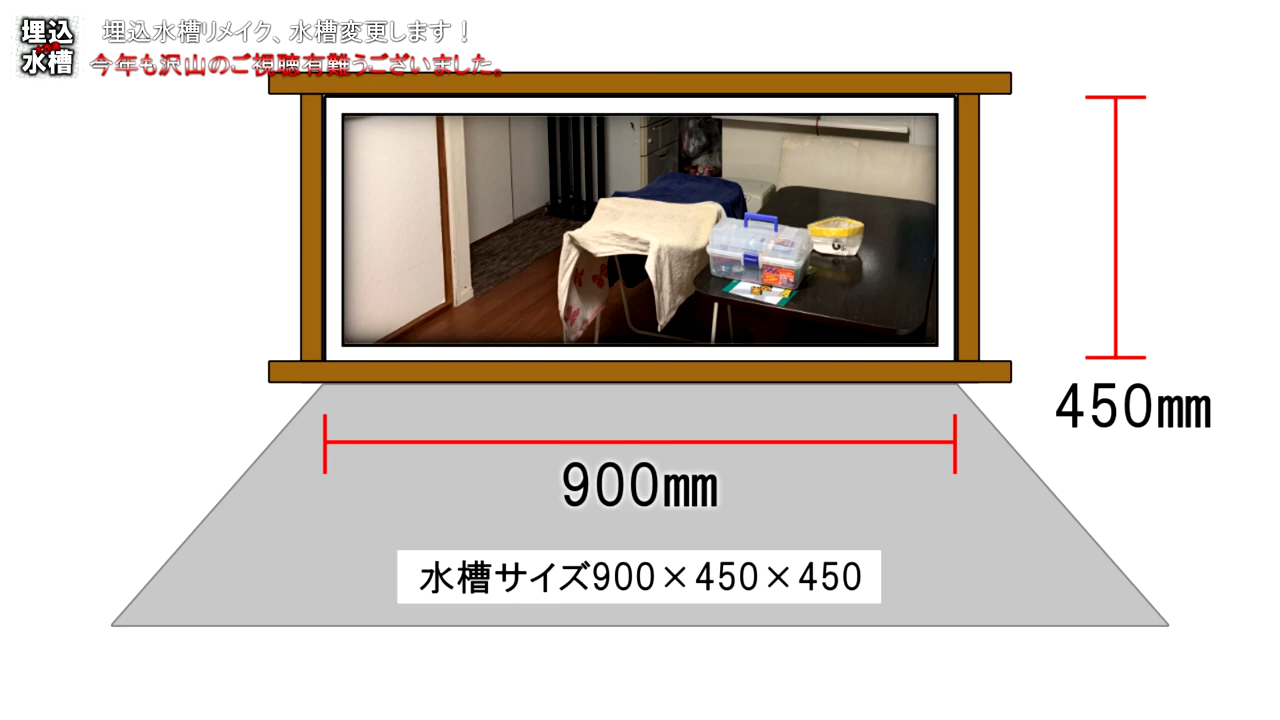 埋込
水槽
埋込水槽リメイク、水槽変更します！
今年も沢山のご視聴有難うございました。
450mm
900mm
水槽サイズ900×450×450